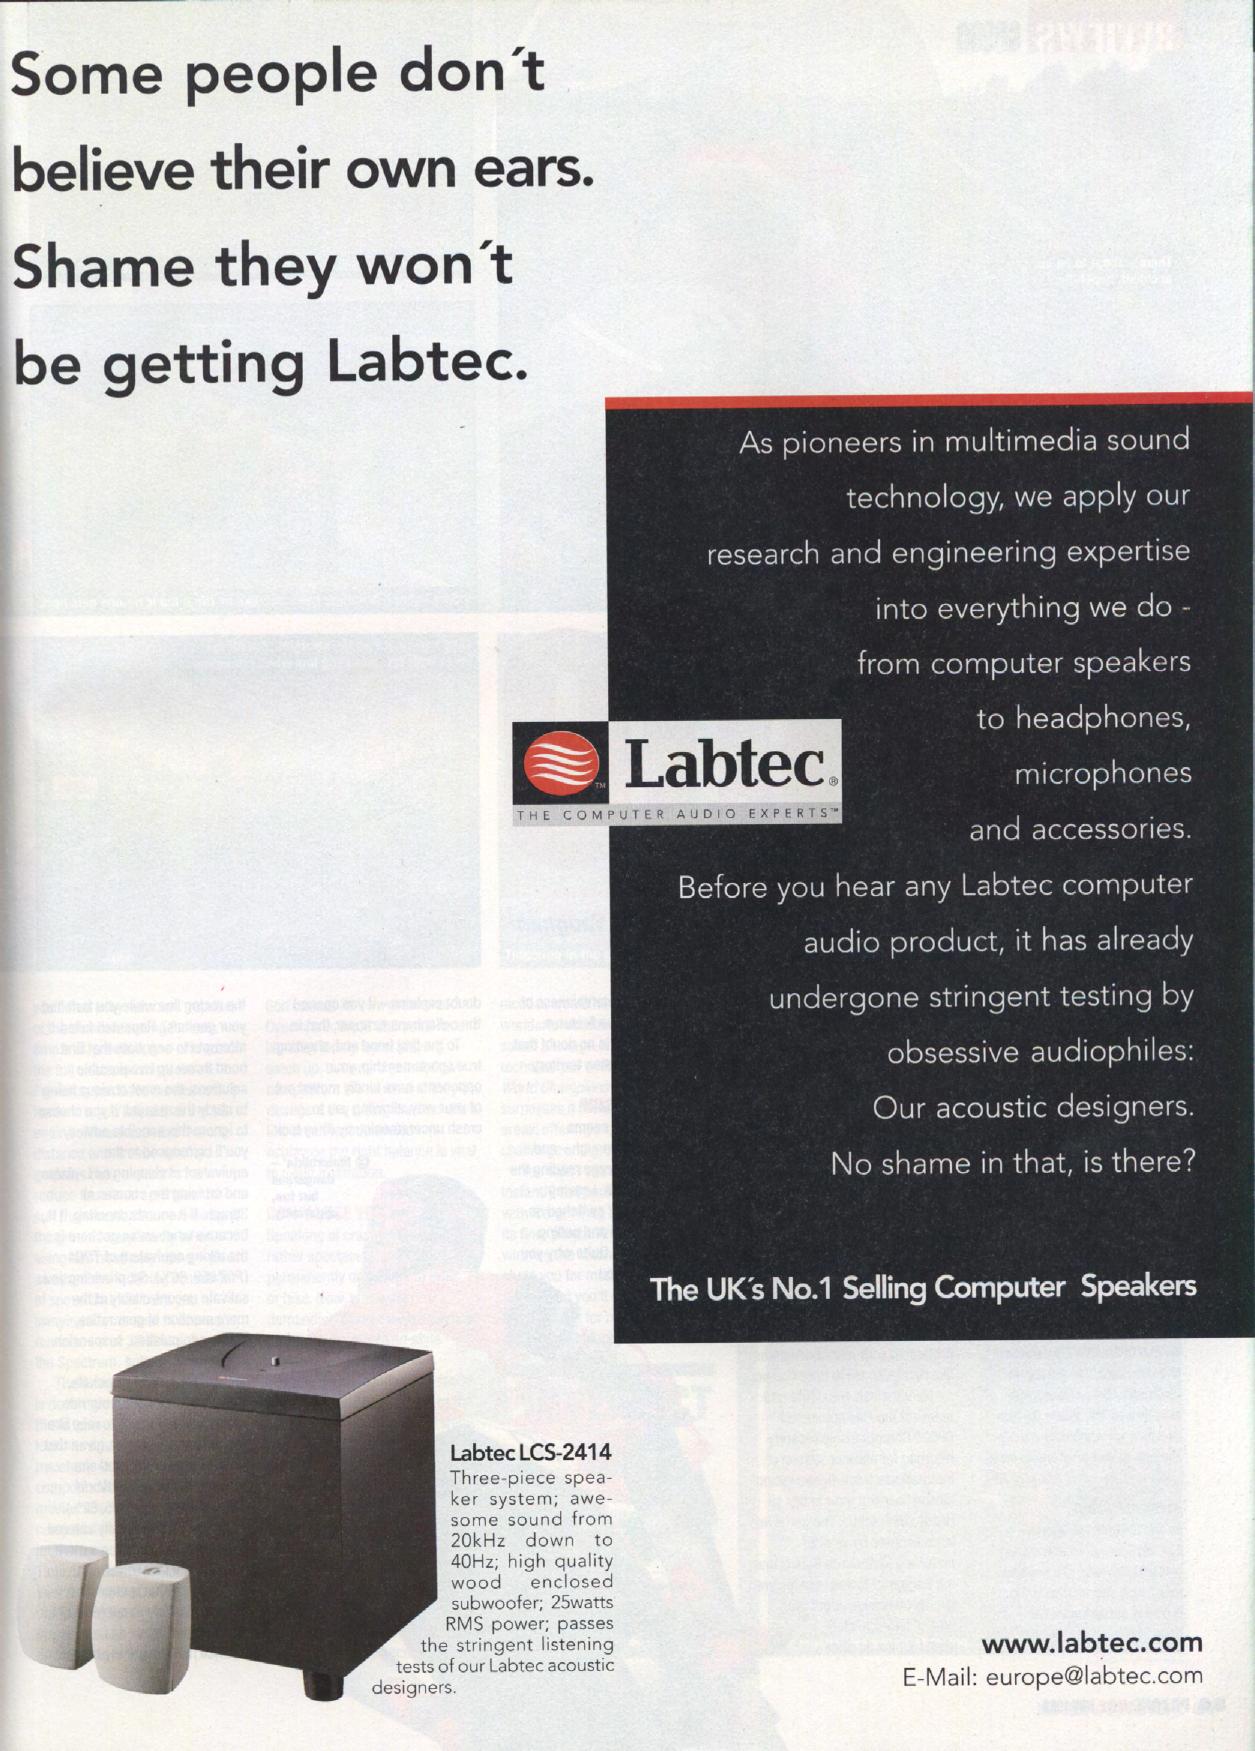 Some people don´t
believe their own ears.
Shame they won´t
be getting Labtec.
As pioneers in multimedia sound
technology, we apply our
research and engineering expertise
into everything we do -
from computer speakers
to headphones,
microphones
and accessories.
Before you hear any Labtec computer
audio product, it has already
undergone stringent testing by
obsessive audiophiles:
Our acoustic designers.
No shame in that, is there?
Labtec®
™
THE COMPUTER AUDIO EXPERTS™
The UK´s No.1 Selling Computer Speakers
Labtec LCS-2414
Three-piece spea-
ker system; awe-
some sound from
20kHz down to
40Hz; high quality
wood enclosed
subwoofer; 25watts
RMS power; passes
the stringent listening
tests of our Labtec acoustic
designers.
www.labtec.com
E-Mail: europe@labtec.com